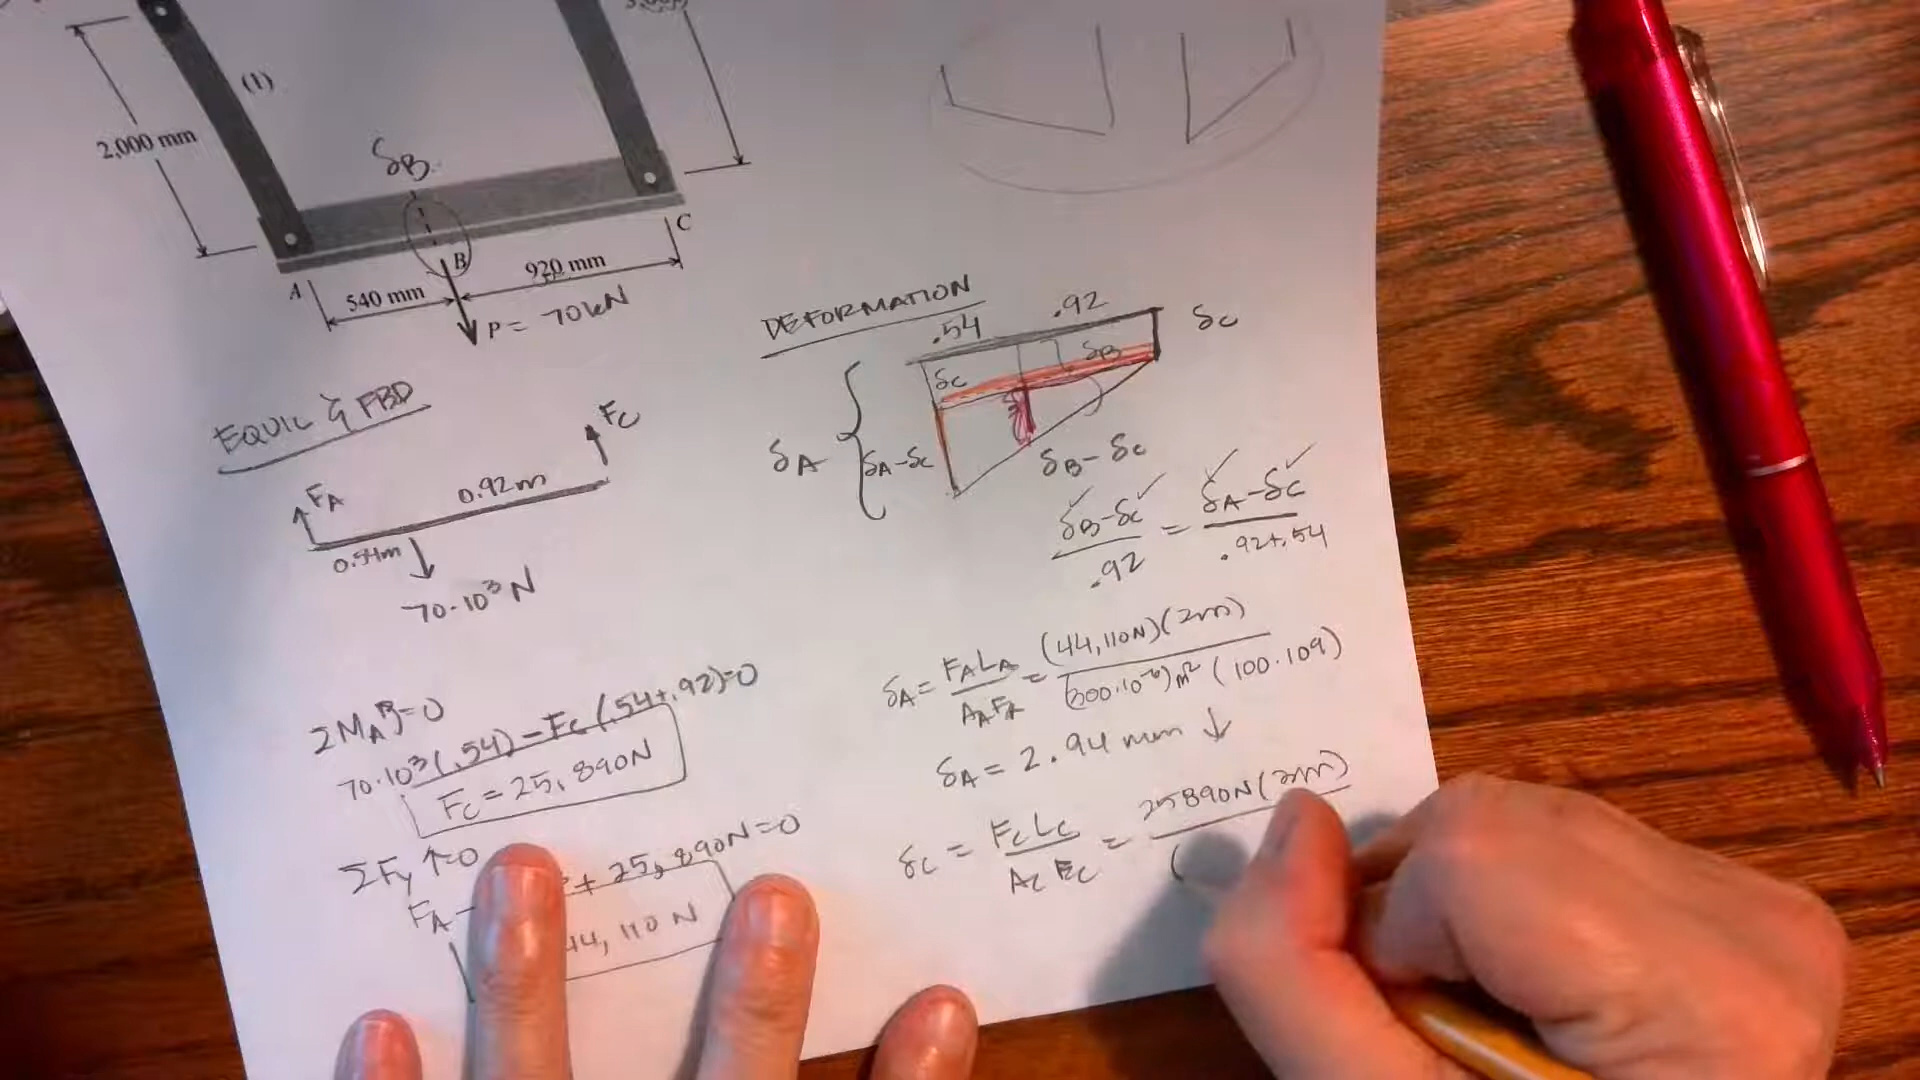 (1)
2,000 mm
δB
A
B
C
540 mm
920 mm
P = 70 kN
EQUIL & FBD
FA
FC
0.92m
0.54m
70·10³ N
ΣMA=0
70·10³(.54) - FC(.54+.92)=0
FC = 25,890N
ΣFy ↑=0
FA -
+ 25,890N=0
44,110 N
DEFORMATION
.54
.92
δC
δC
δB
δA
δA-δC
δB-δC
δB-δC / .92 = δA-δC / .92+.54
δA = FALA / AAEA = (44,110N)(2m) / (300·10⁻⁶)m² (100·109)
δA = 2.94 mm ↓
δC = FCLC / ACEC = 25890N(2m) / (